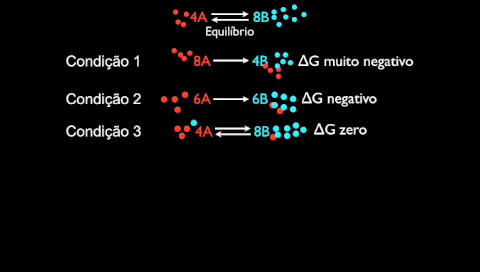 4A 8B
Equilíbrio
Condição 1 8A 4B ΔG muito negativo
Condição 2 6A 6B ΔG negativo
Condição 3 4A 8B ΔG zero